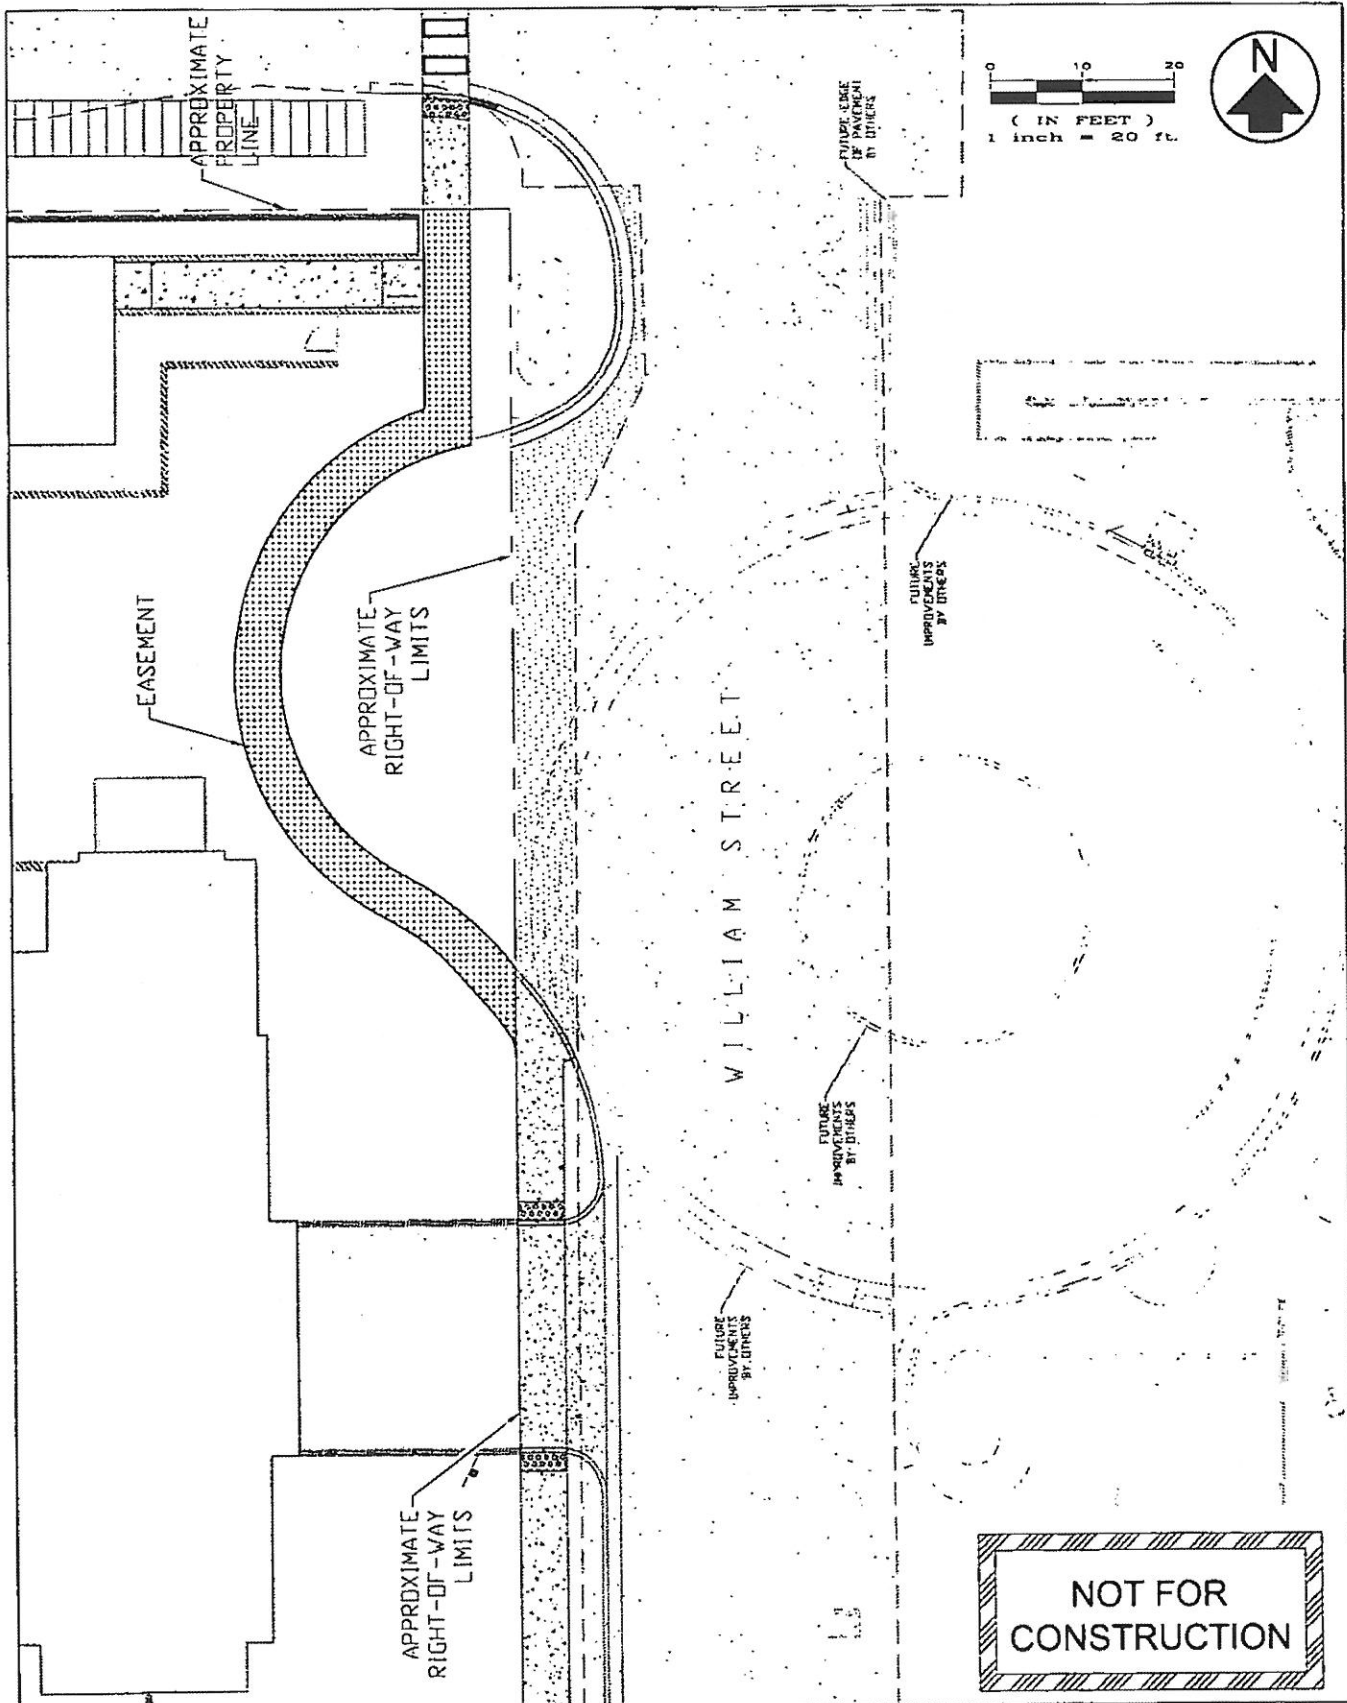 APPROXIMATE
PROPERTY
LINE
0 10 20
( IN FEET )
1 inch = 20 ft.
N
FUTURE EDGE
OF PAVEMENT
BY OTHERS
EASEMENT
APPROXIMATE
RIGHT-OF-WAY
LIMITS
FUTURE
IMPROVEMENTS
BY OTHERS
WILLIAM STREET
FUTURE
IMPROVEMENTS
BY OTHERS
FUTURE
IMPROVEMENTS
BY OTHERS
APPROXIMATE
RIGHT-OF-WAY
LIMITS
NOT FOR
CONSTRUCTION